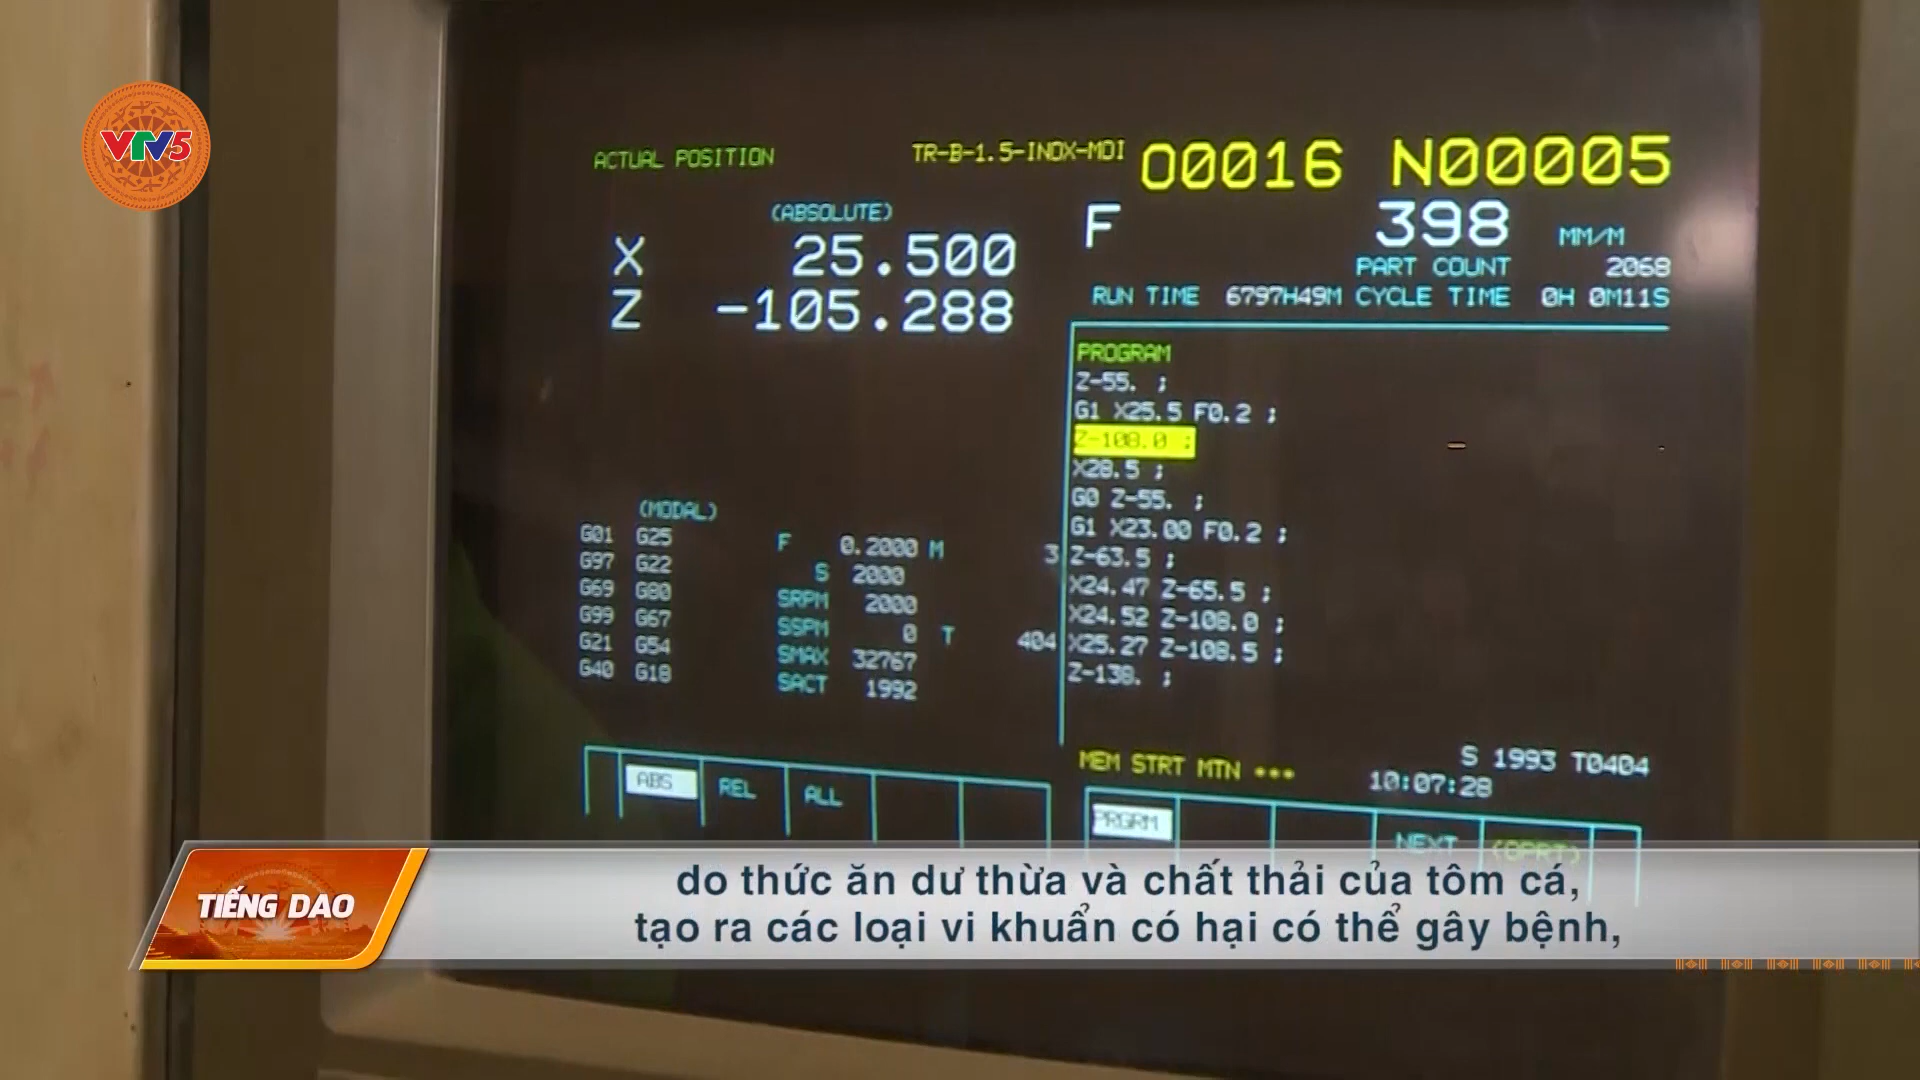 VTV5
ACTUAL POSITION
TR-B-1.5-INOX-MDI O0016 N00005
(ABSOLUTE)
X 25.500
Z -105.288
F 398 MM/M
PART COUNT 2068
RUN TIME 6797H49M CYCLE TIME 0H 0M11S
PROGRAM
Z-55. ;
G1 X25.5 F0.2 ;
Z-108.0 ;
X28.5 ;
G0 Z-55. ;
G1 X23.00 F0.2 ;
Z-63.5 ;
X24.47 Z-65.5 ;
X24.52 Z-108.0 ;
X25.27 Z-108.5 ;
Z-138. ;
(MODAL)
G01 G25
G97 G22
G69 G80
G99 G67
G21 G54
G40 G18
F 0.2000 M 3
S 2000
SRPM 2000
SSPM 0 T 404
SMAX 32767
SACT 1992
MEM STRT MTN ***
S 1993 T0404
10:07:28
ABS REL ALL
PRGRM NEXT (OPRT)
TIẾNG DAO
do thức ăn dư thừa và chất thải của tôm cá,
tạo ra các loại vi khuẩn có hại có thể gây bệnh,